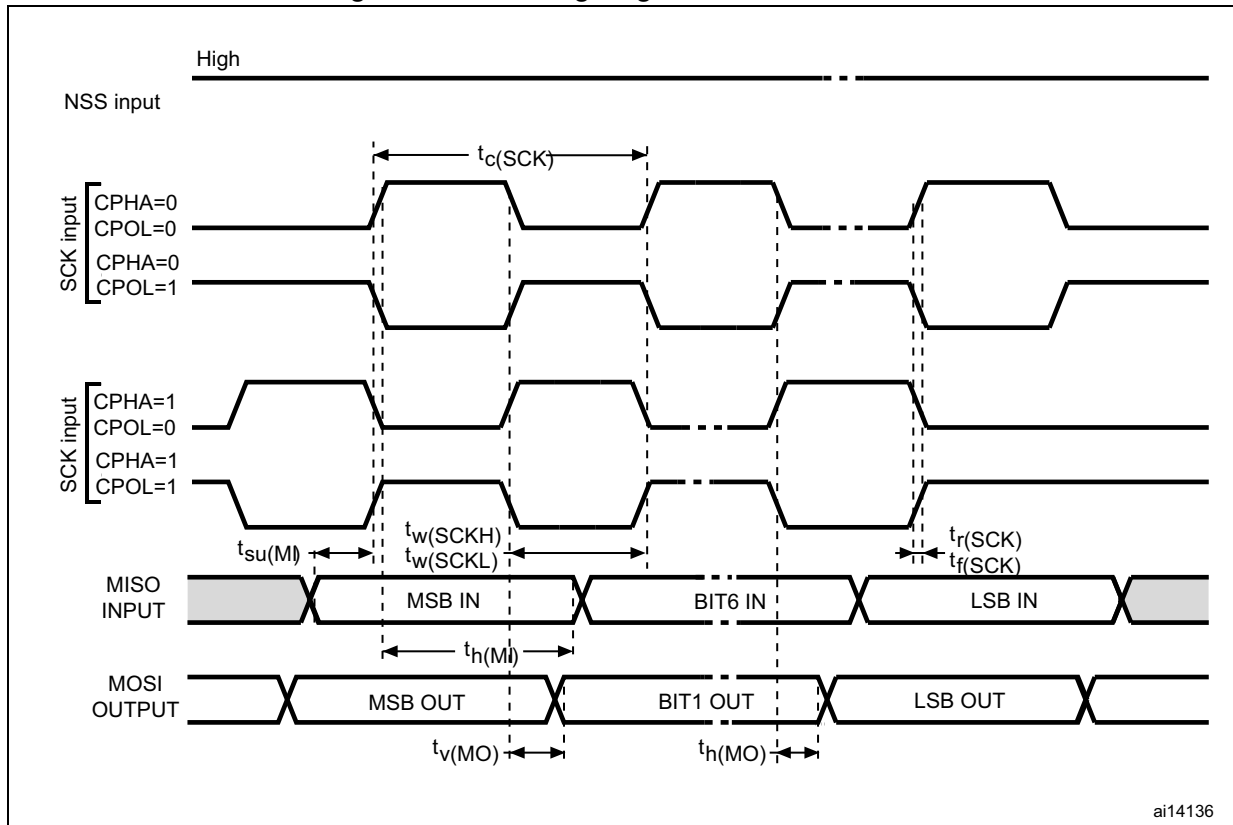 High
NSS input
tc(SCK)
SCK input
CPHA=0
CPOL=0
CPHA=0
CPOL=1
SCK input
CPHA=1
CPOL=0
CPHA=1
CPOL=1
tsu(MI)
tw(SCKH)
tw(SCKL)
tr(SCK)
tf(SCK)
MISO
INPUT
MSB IN
BIT6 IN
LSB IN
th(MI)
MOSI
OUTPUT
MSB OUT
BIT1 OUT
LSB OUT
tv(MO)
th(MO)
ai14136